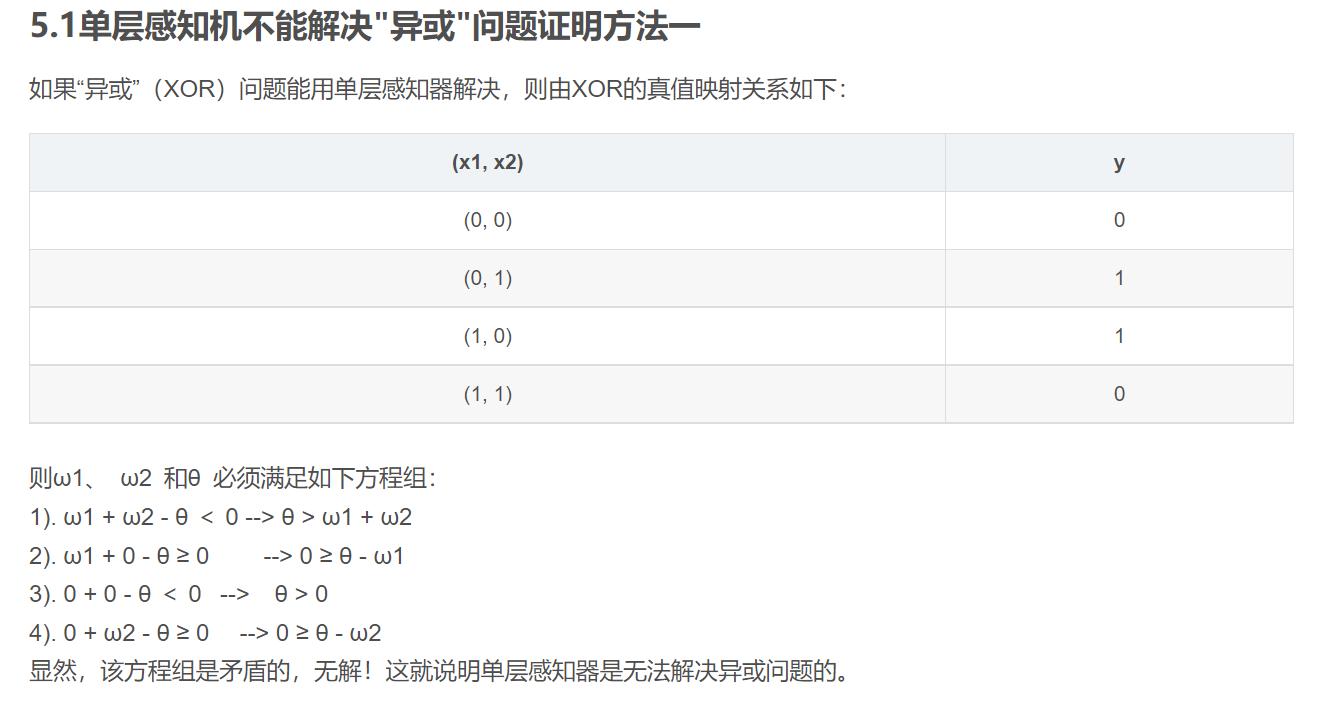 5.1单层感知机不能解决"异或"问题证明方法一
如果“异或”（XOR）问题能用单层感知器解决，则由XOR的真值映射关系如下：
(x1, x2) y
(0, 0) 0
(0, 1) 1
(1, 0) 1
(1, 1) 0
则ω1、 ω2 和θ 必须满足如下方程组：
1). ω1 + ω2 - θ ＜ 0 --> θ > ω1 + ω2
2). ω1 + 0 - θ ≥ 0 --> 0 ≥ θ - ω1
3). 0 + 0 - θ ＜ 0 --> θ > 0
4). 0 + ω2 - θ ≥ 0 --> 0 ≥ θ - ω2
显然，该方程组是矛盾的，无解！这就说明单层感知器是无法解决异或问题的。